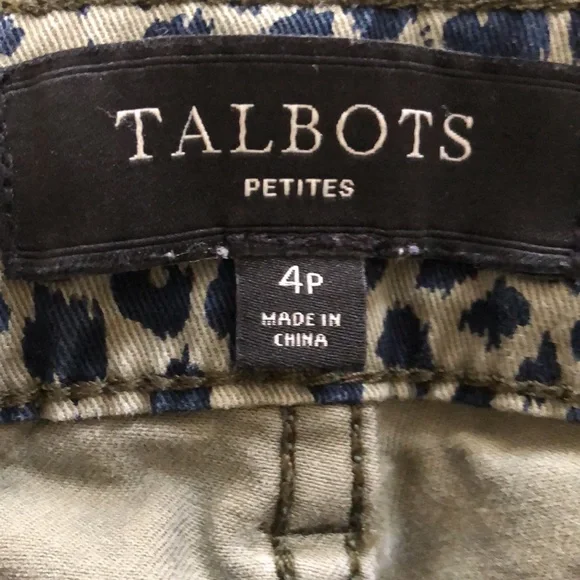 TALBOTS
PETITES
4P
MADE IN
CHINA